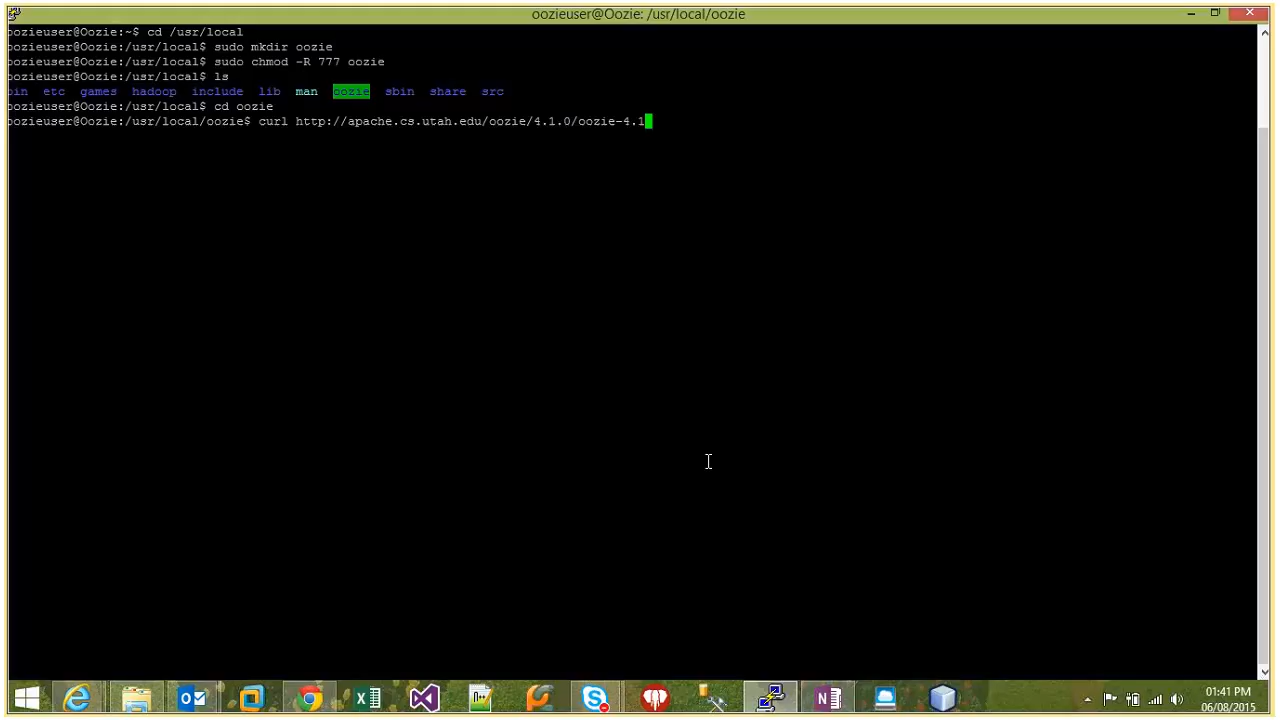 oozieuser@Oozie: /usr/local/oozie
oozieuser@Oozie:~$ cd /usr/local
oozieuser@Oozie:/usr/local$ sudo mkdir oozie
oozieuser@Oozie:/usr/local$ sudo chmod -R 777 oozie
oozieuser@Oozie:/usr/local$ ls
bin etc games hadoop include lib man oozie sbin share src
oozieuser@Oozie:/usr/local$ cd oozie
oozieuser@Oozie:/usr/local/oozie$ curl http://apache.cs.utah.edu/oozie/4.1.0/oozie-4.1
01:41 PM
06/08/2015